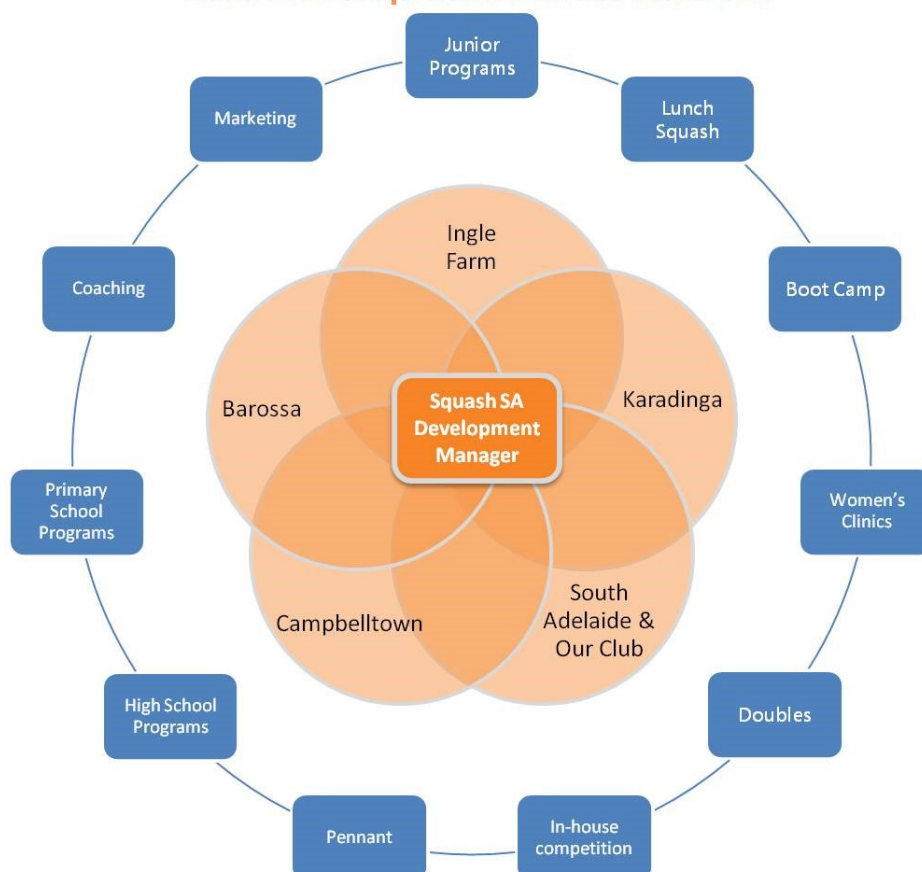 Junior
Programs
Lunch
Squash
Boot Camp
Women's
Clinics
Doubles
In-house
competition
Pennant
High School
Programs
Primary
School
Programs
Coaching
Marketing
Ingle
Farm
Karadinga
South
Adelaide &
Our Club
Campbelltown
Barossa
Squash SA
Development
Manager